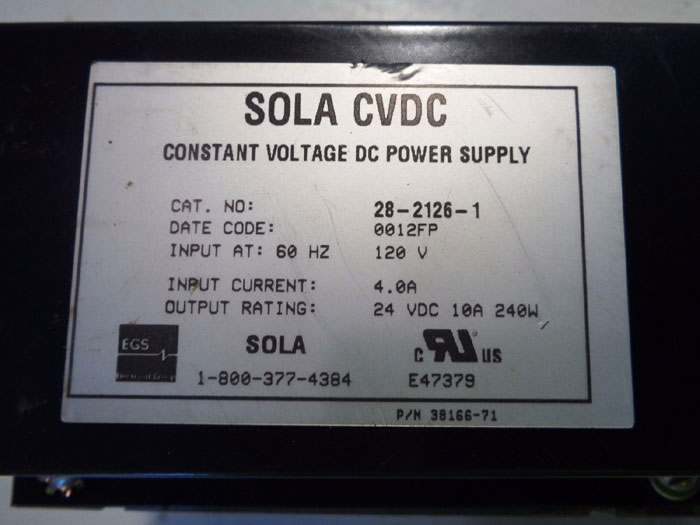 SOLA CVDC
CONSTANT VOLTAGE DC POWER SUPPLY
CAT. NO: 28-2126-1
DATE CODE: 0012FP
INPUT AT: 60 HZ 120 V
INPUT CURRENT: 4.0A
OUTPUT RATING: 24 VDC 10A 240W
EGS
SOLA
C RU US
1-800-377-4384
E47379
P/N 38166-71